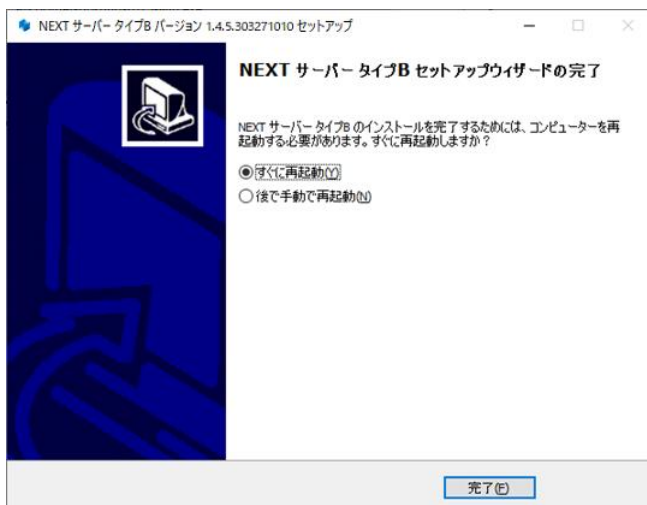 NEXT サーバー タイプB バージョン 1.4.5.303271010 セットアップ
NEXT サーバー タイプB セットアップウィザードの完了
NEXT サーバー タイプB のインストールを完了するためには、コンピューターを再
起動する必要があります。すぐに再起動しますか？
すぐに再起動(Y)
後で手動で再起動(N)
完了(F)